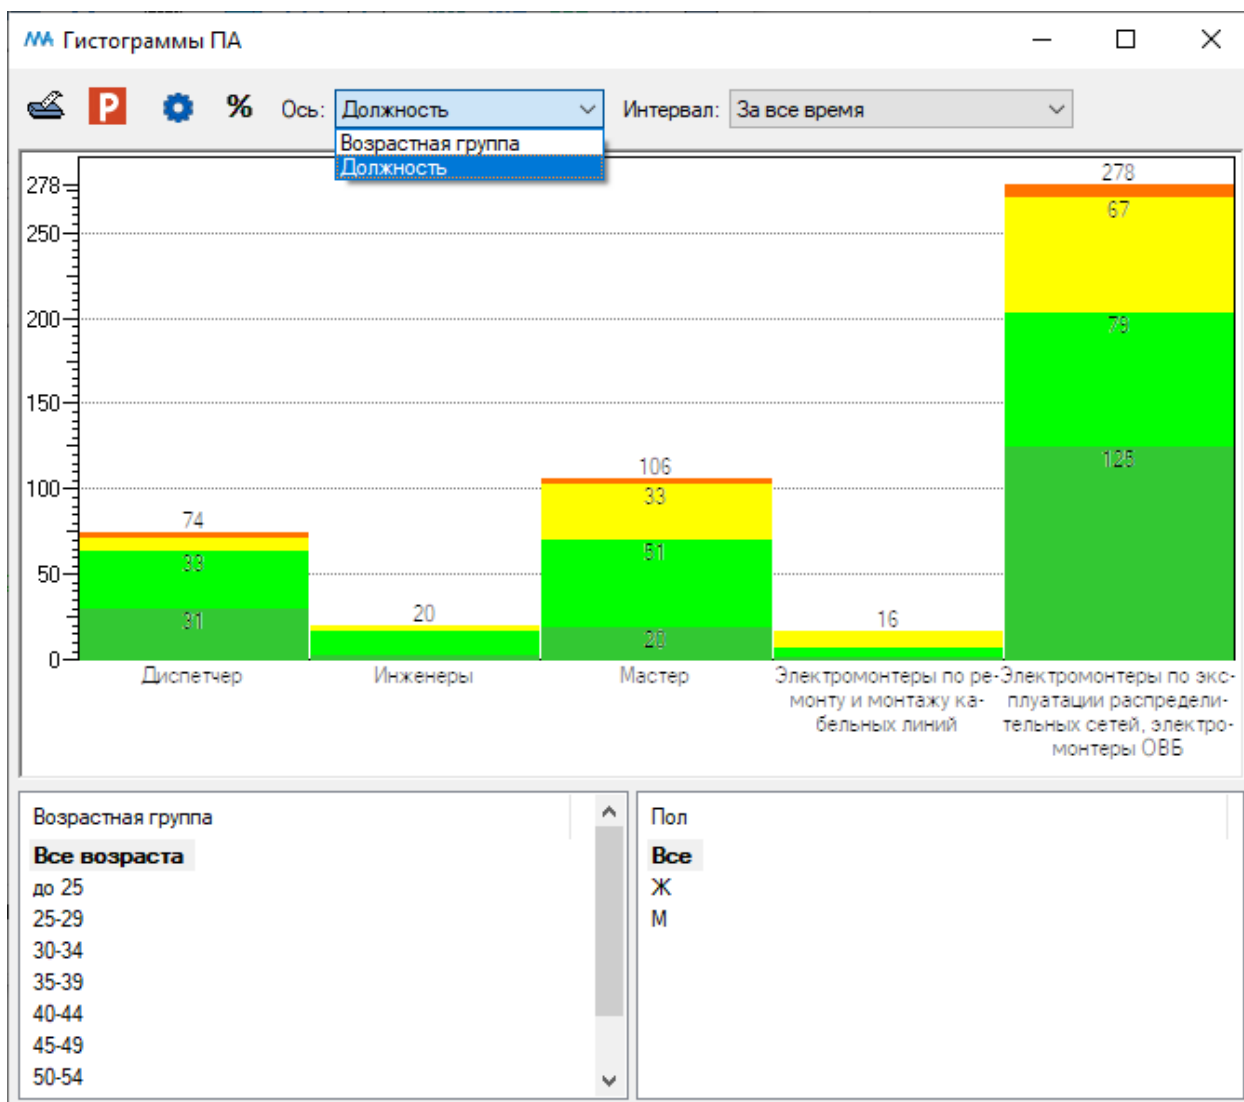 Гистограммы ПА
% Ось: Должность Интервал: За все время
Возрастная группа
Должность
278
250
200
150
100
50
0
74
33
31
20
106
33
51
20
16
278
67
79
125
Диспетчер
Инженеры
Мастер
Электромонтеры по ре-
монту и монтажу ка-
бельных линий
Электромонтеры по экс-
плуатации распредели-
тельных сетей, электро-
монтеры ОВБ
Возрастная группа
Все возраста
до 25
25-29
30-34
35-39
40-44
45-49
50-54
Пол
Все
Ж
М